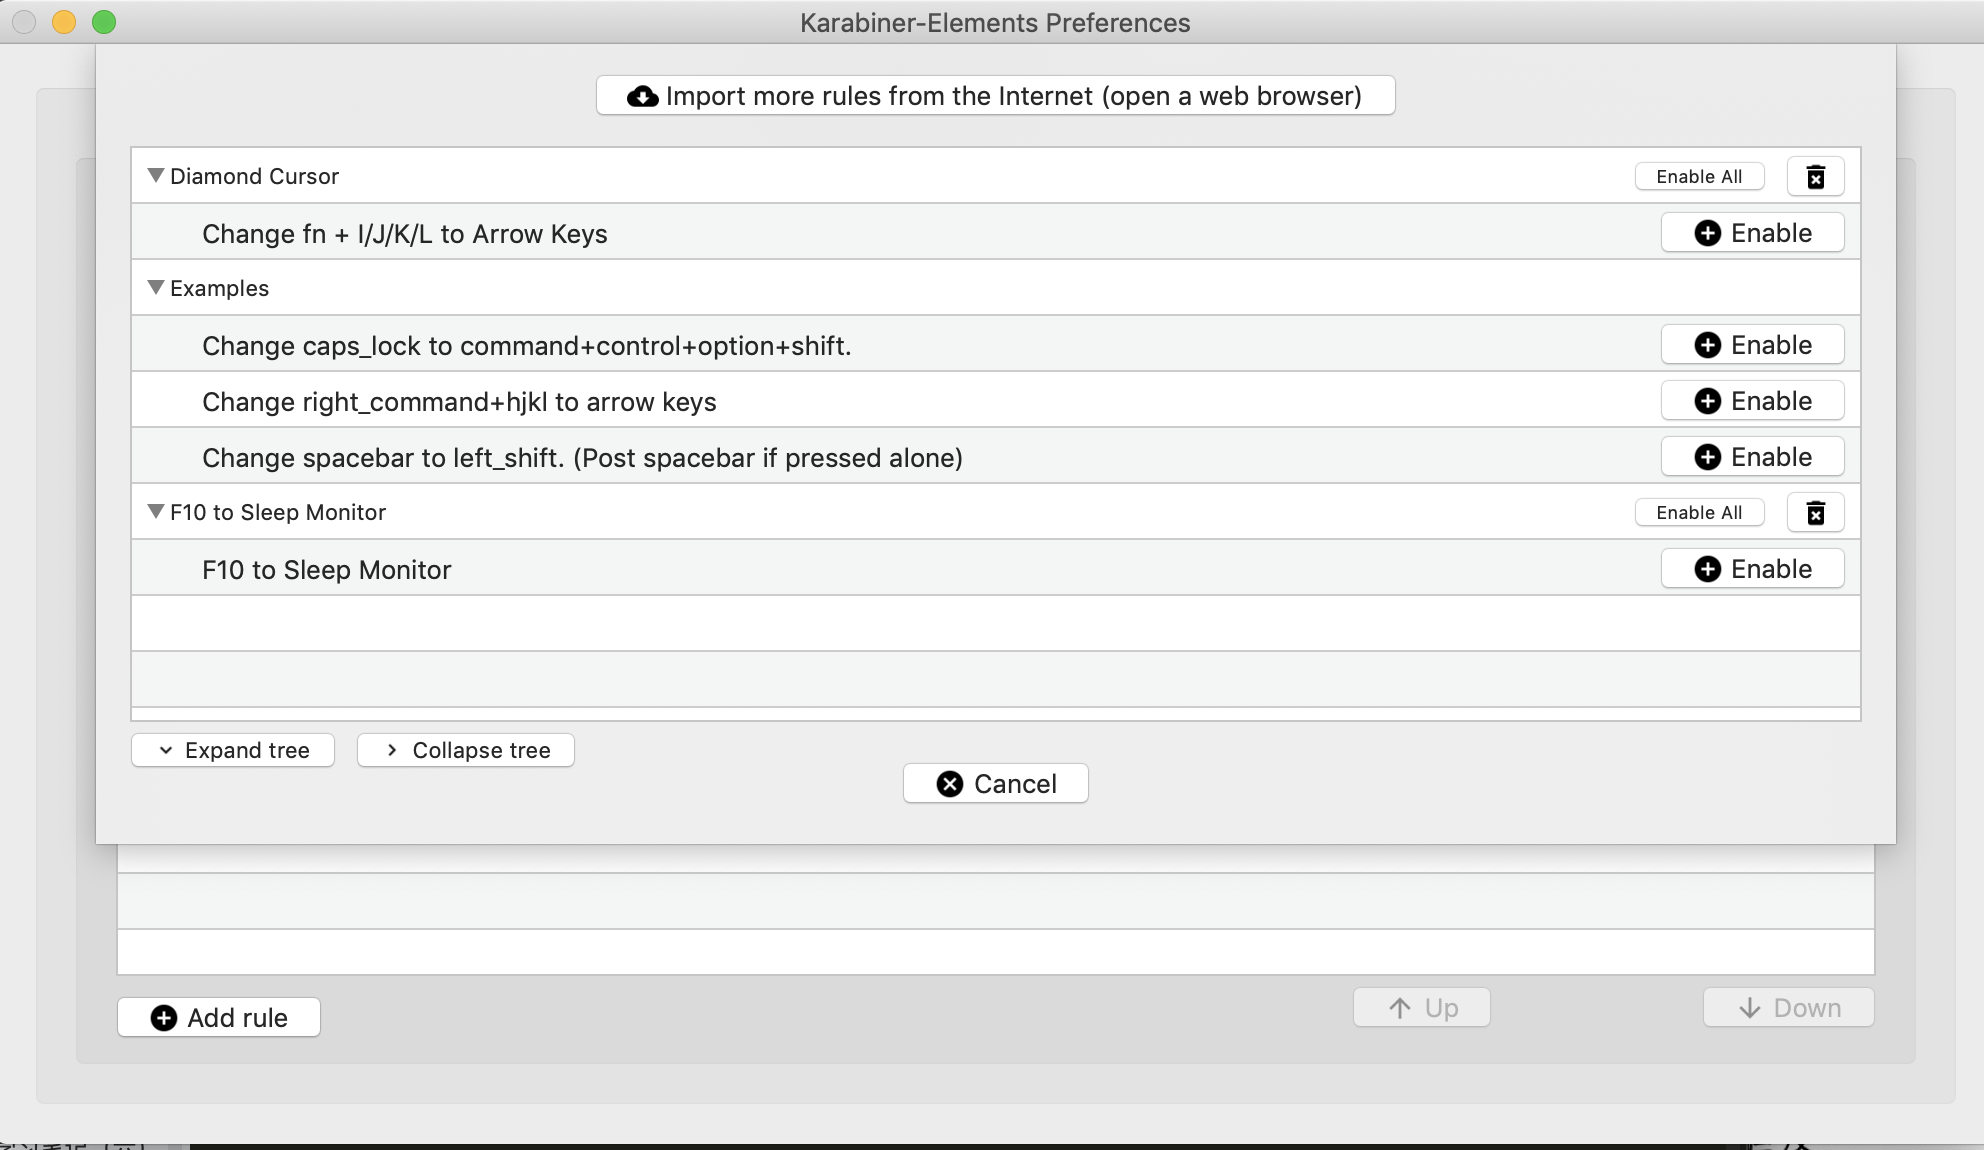 Karabiner-Elements Preferences
Import more rules from the Internet (open a web browser)
Diamond Cursor
Enable All
Change fn + I/J/K/L to Arrow Keys
Enable
Examples
Change caps_lock to command+control+option+shift.
Enable
Change right_command+hjkl to arrow keys
Enable
Change spacebar to left_shift. (Post spacebar if pressed alone)
Enable
F10 to Sleep Monitor
Enable All
F10 to Sleep Monitor
Enable
Expand tree
Collapse tree
Cancel
Add rule
Up
Down